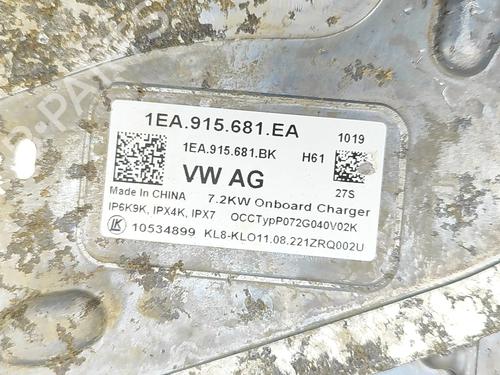 1EA.915.681.EA 1019
1EA.915.681.BK H61
VW AG 27S
Made In CHINA 7.2KW Onboard Charger
IP6K9K, IPX4K, IPX7 OCCTypP072G040V02K
LK 10534899 KL8-KLO11.08.221ZRQ002U